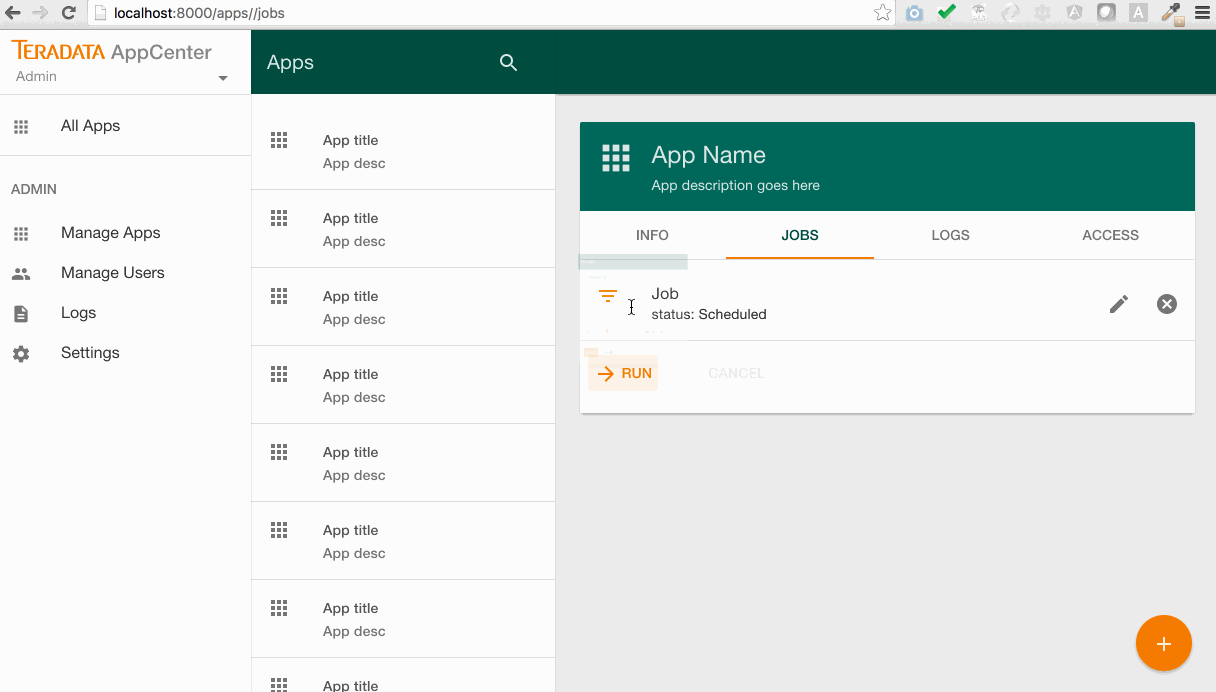 localhost:8000/apps//jobs
TERADATA AppCenter
Admin
All Apps
ADMIN
Manage Apps
Manage Users
Logs
Settings
Apps
App title
App desc
App title
App desc
App title
App desc
App title
App desc
App title
App desc
App title
App desc
App title
App desc
App title
App Name
App description goes here
INFO
JOBS
LOGS
ACCESS
Job
status: Scheduled
RUN
CANCEL